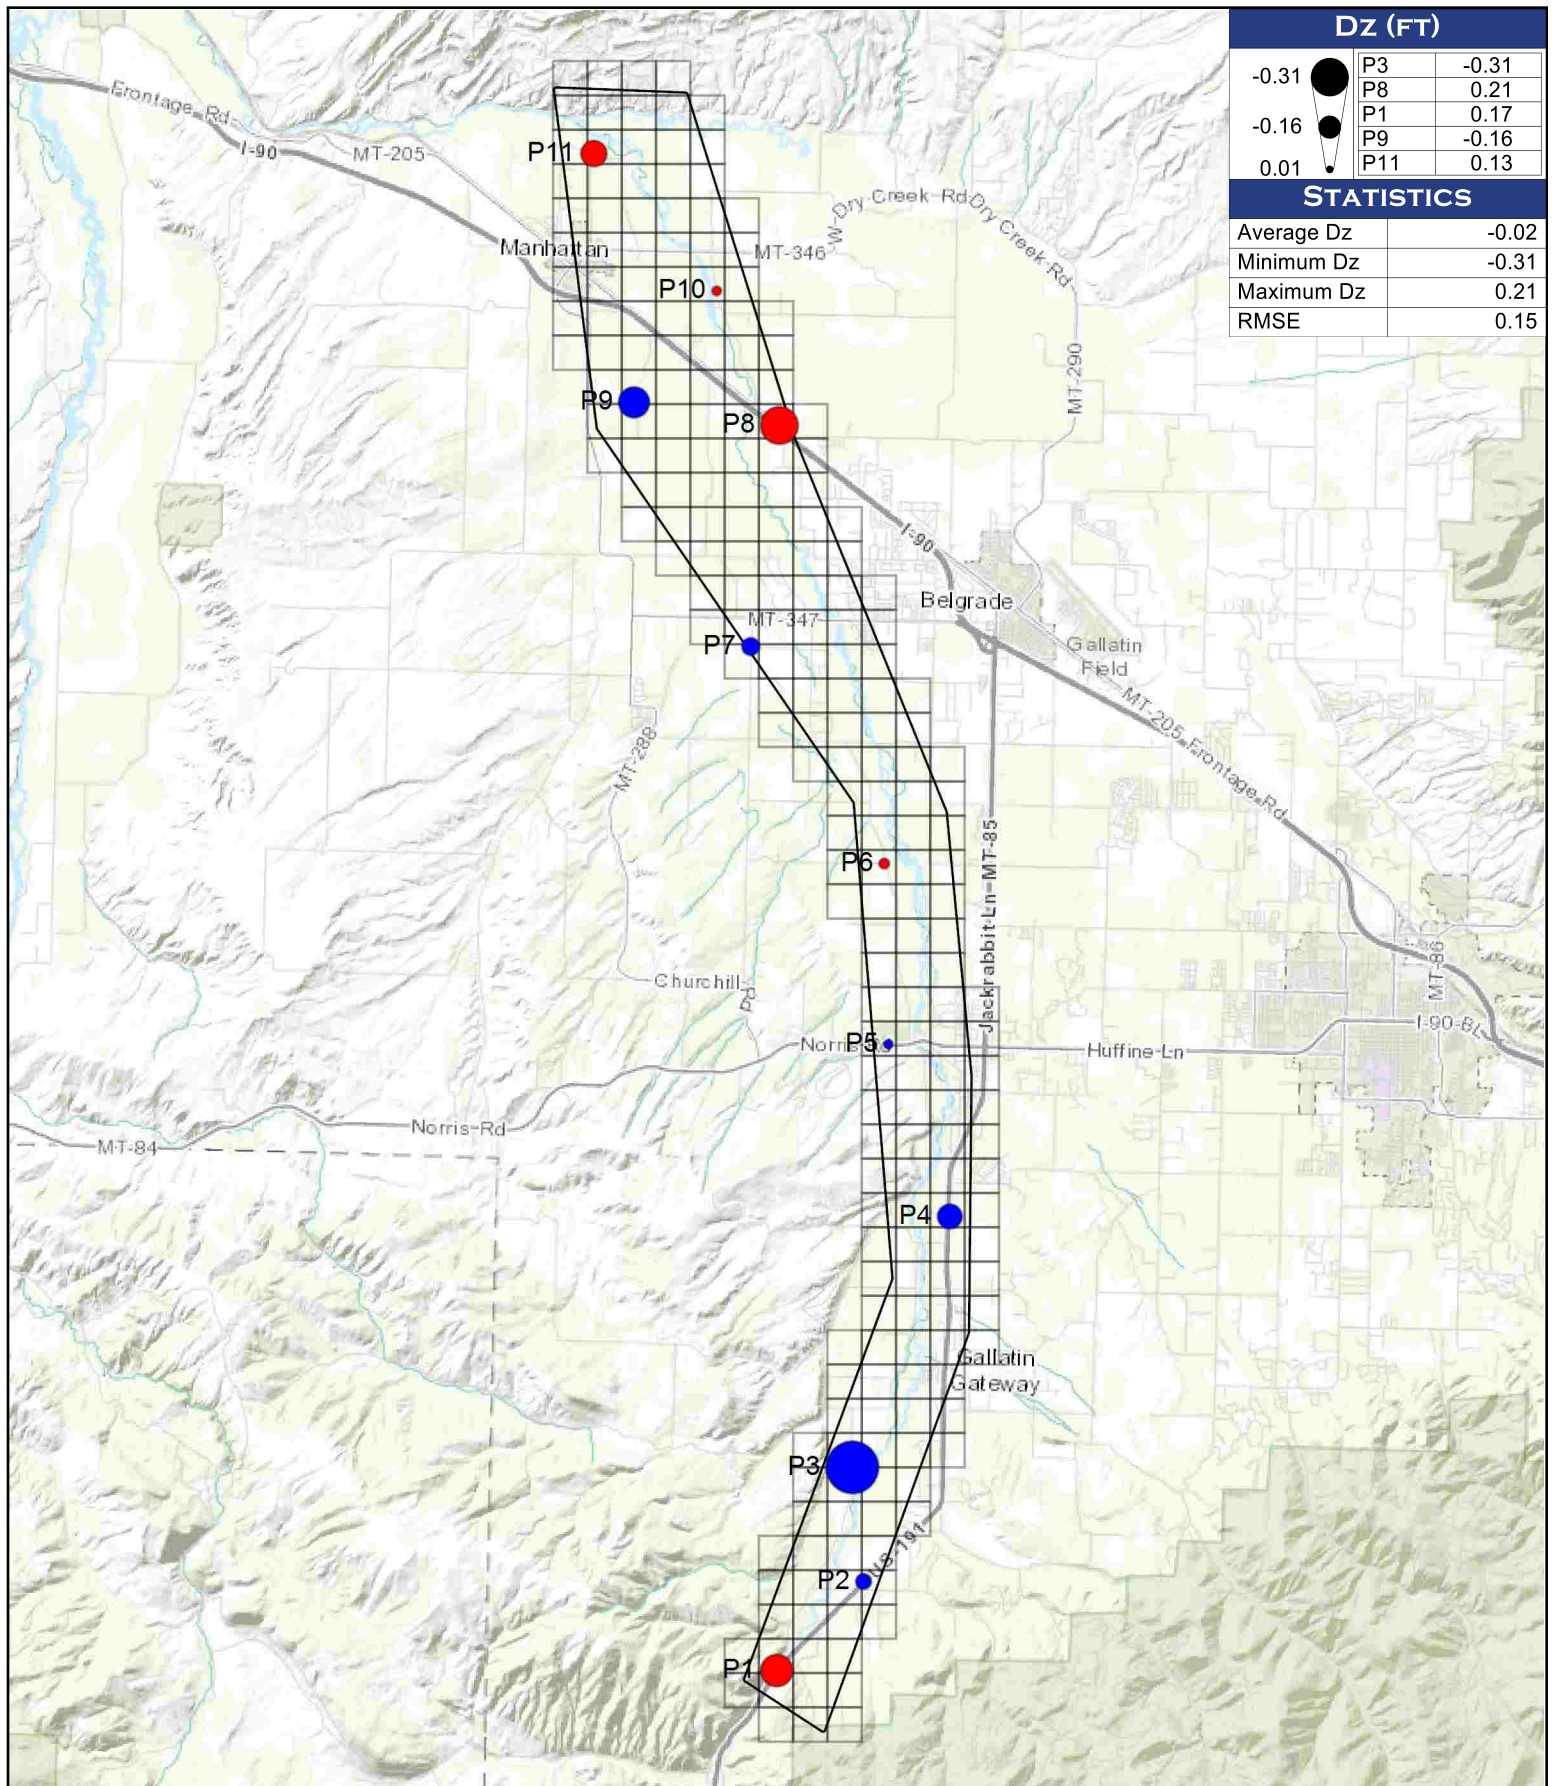 Dz (ft)
-0.31
-0.16
0.01
P3 -0.31
P8 0.21
P1 0.17
P9 -0.16
P11 0.13
Statistics
Average Dz -0.02
Minimum Dz -0.31
Maximum Dz 0.21
RMSE 0.15
Frontage Rd
I-90
MT-205
P11
W Dry Creek Rd
Dry Creek Rd
Manhattan
MT-346
P10
MT-290
P9
P8
I-90
Belgrade
MT-347
P7
Gallatin
Field
MT-205
Frontage Rd
MT-288
Jackrabbit Ln-MT-85
P6
MT-86
Churchill Rd
I-90-BL
P5
Norris Rd
Huffine Ln
Norris-Rd
MT-84
P4
Gallatin
Gateway
P3
US-191
P2
P1